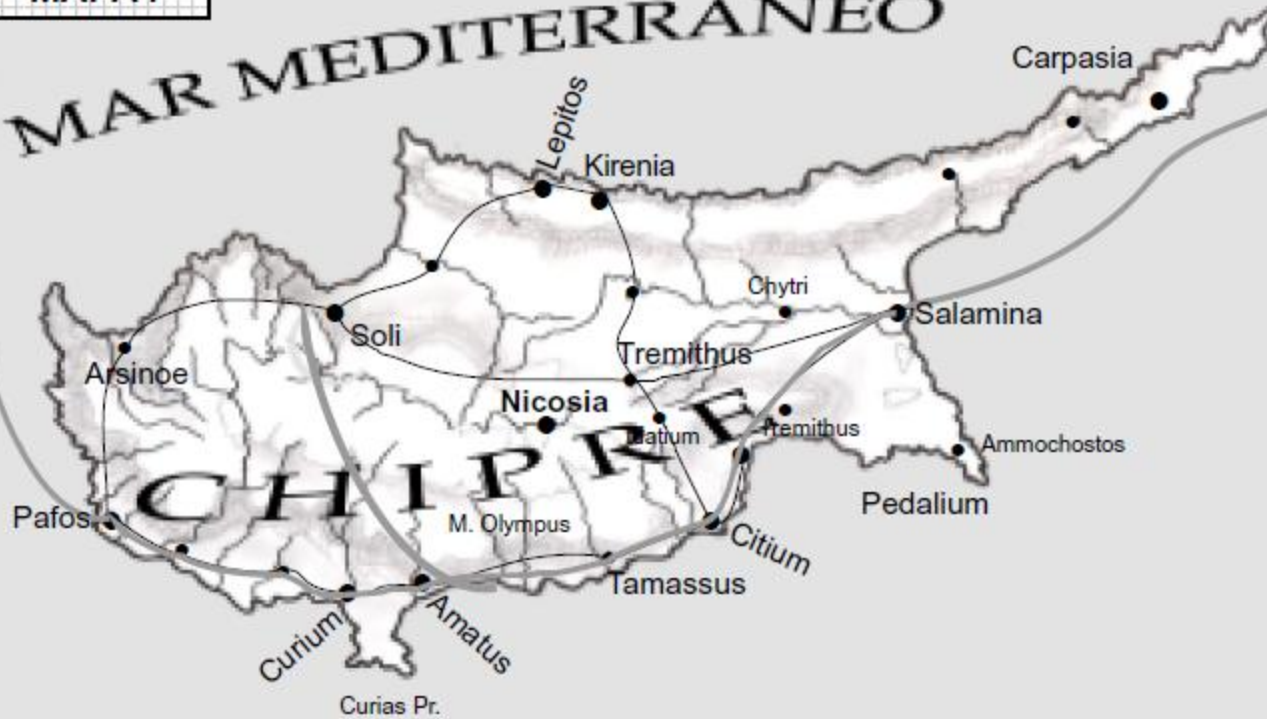 MAR MEDITERRANEO
Carpasia
Lepitos
Kirenia
Chytri
Salamina
Soli
Tremithus
Arsinoe
Nicosia
CHIPRE
Tremithus
Ammochostos
Pedalium
Pafos
M. Olympus
Citium
Tamassus
Curium
Amatus
Curias Pr.